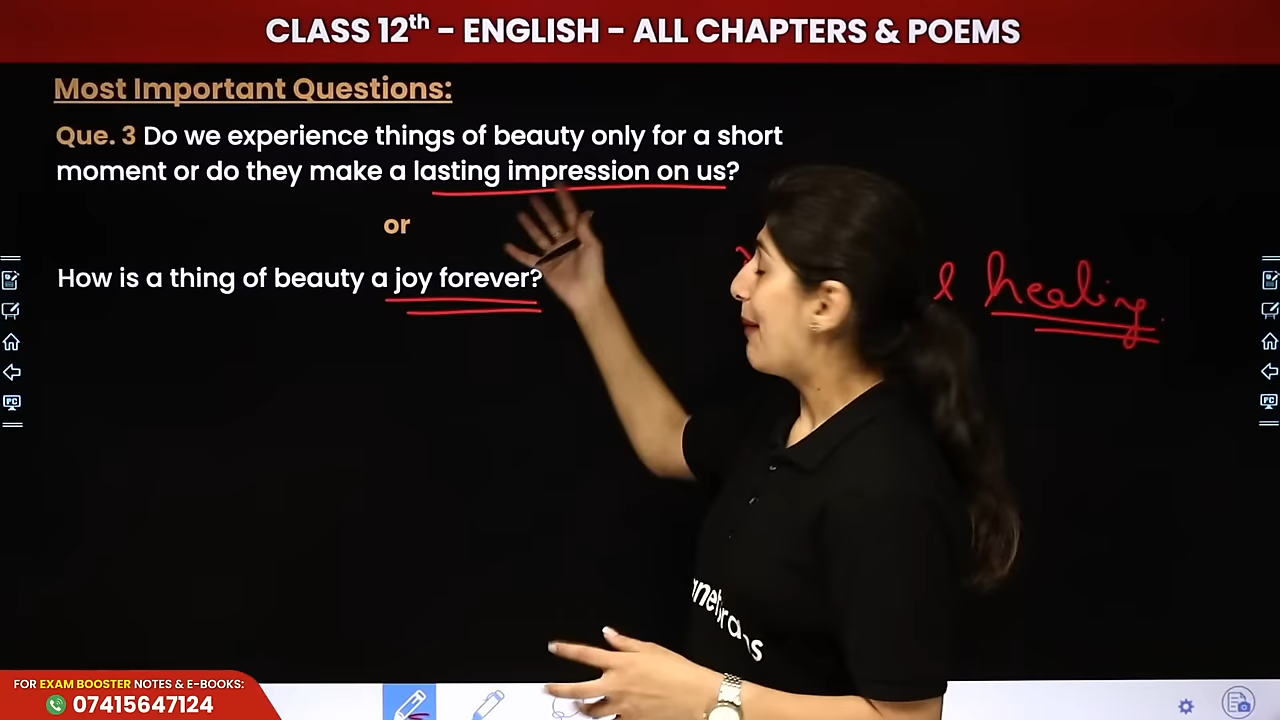 CLASS 12th - ENGLISH - ALL CHAPTERS & POEMS
Most Important Questions:
Que. 3 Do we experience things of beauty only for a short
moment or do they make a lasting impression on us?
or
How is a thing of beauty a joy forever?
& healing.
FOR EXAM BOOSTER NOTES & E-BOOKS:
07415647124